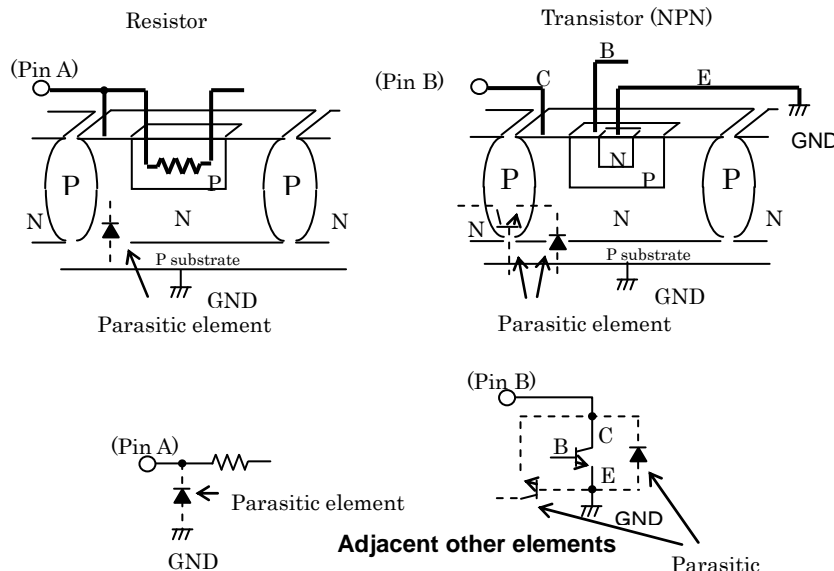 Resistor
Transistor (NPN)
(Pin A)
(Pin B)
C
B
E
GND
P
P
P
N
N
N
P substrate
GND
Parasitic element
P
N
P
P
N
N
N
P substrate
GND
Parasitic element
(Pin A)
Parasitic element
GND
(Pin B)
B
C
E
GND
Adjacent other elements
Parasitic